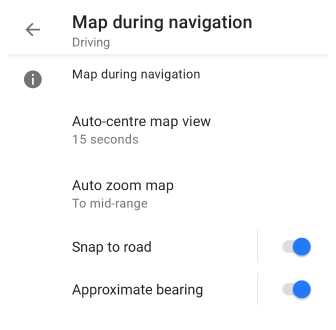 Map during navigation
Driving
Map during navigation
Auto-centre map view
15 seconds
Auto zoom map
To mid-range
Snap to road
Approximate bearing